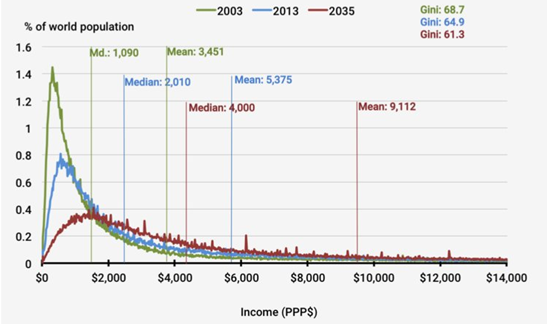 2003 2013 2035
Gini: 68.7
Gini: 64.9
Gini: 61.3
% of world population
1.6
1.4
1.2
1
0.8
0.6
0.4
0.2
0
Md.: 1,090
Mean: 3,451
Median: 2,010
Mean: 5,375
Median: 4,000
Mean: 9,112
$0 $2,000 $4,000 $6,000 $8,000 $10,000 $12,000 $14,000
Income (PPP$)